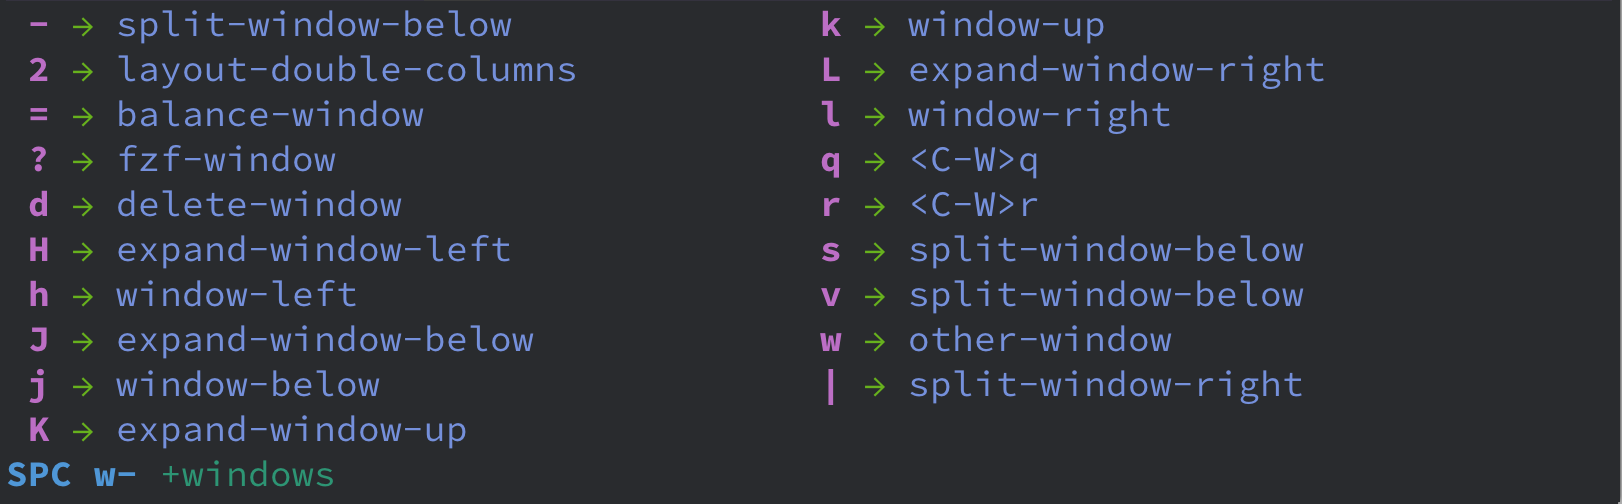 - → split-window-below
2 → layout-double-columns
= → balance-window
? → fzf-window
d → delete-window
H → expand-window-left
h → window-left
J → expand-window-below
j → window-below
K → expand-window-up
k → window-up
L → expand-window-right
l → window-right
q → <C-W>q
r → <C-W>r
s → split-window-below
v → split-window-below
w → other-window
| → split-window-right
SPC w- +windows